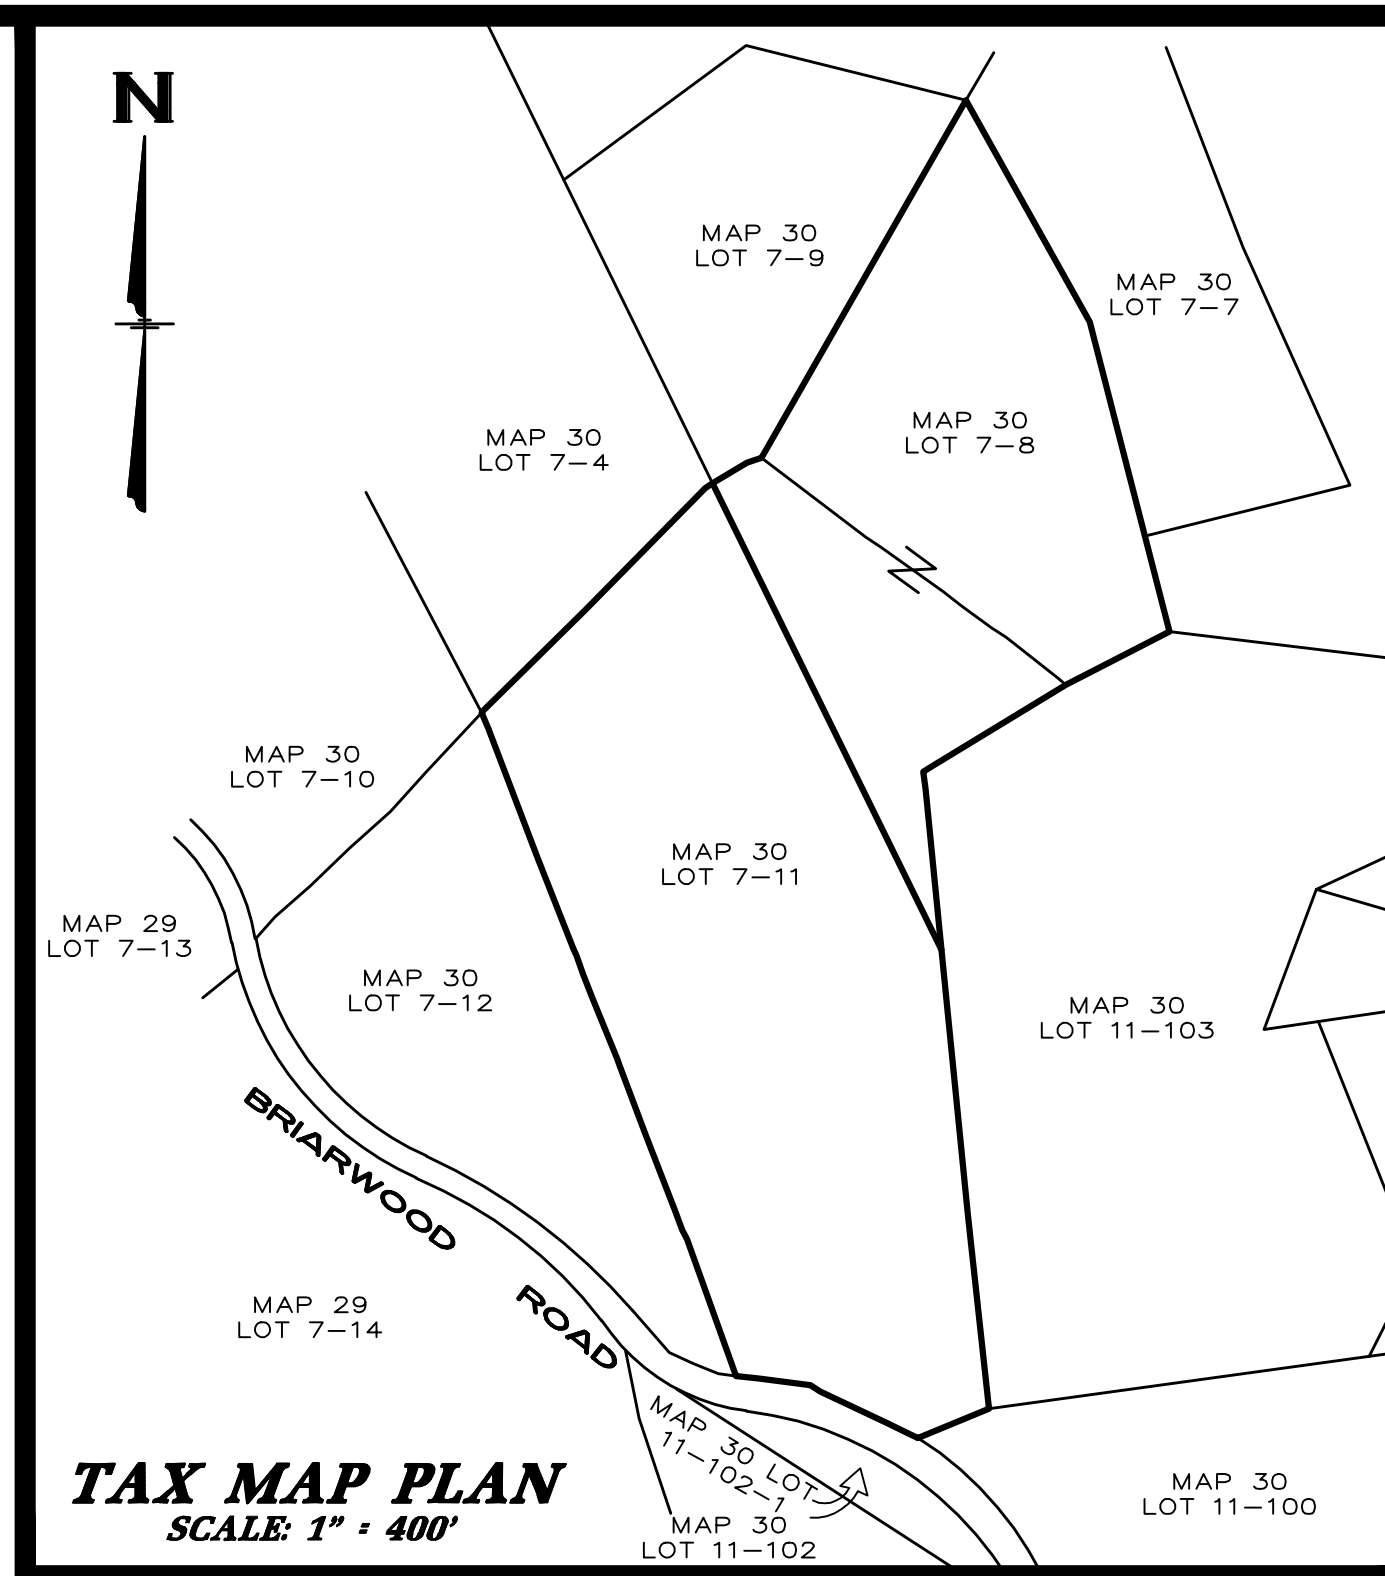 N
MAP 30
LOT 7-9
MAP 30
LOT 7-7
MAP 30
LOT 7-8
MAP 30
LOT 7-4
MAP 30
LOT 7-10
MAP 30
LOT 7-11
MAP 29
LOT 7-13
MAP 30
LOT 7-12
MAP 30
LOT 11-103
BRIARWOOD ROAD
MAP 29
LOT 7-14
MAP 30 LOT
11-102-1
MAP 30
LOT 11-102
MAP 30
LOT 11-100
TAX MAP PLAN
SCALE: 1" = 400'